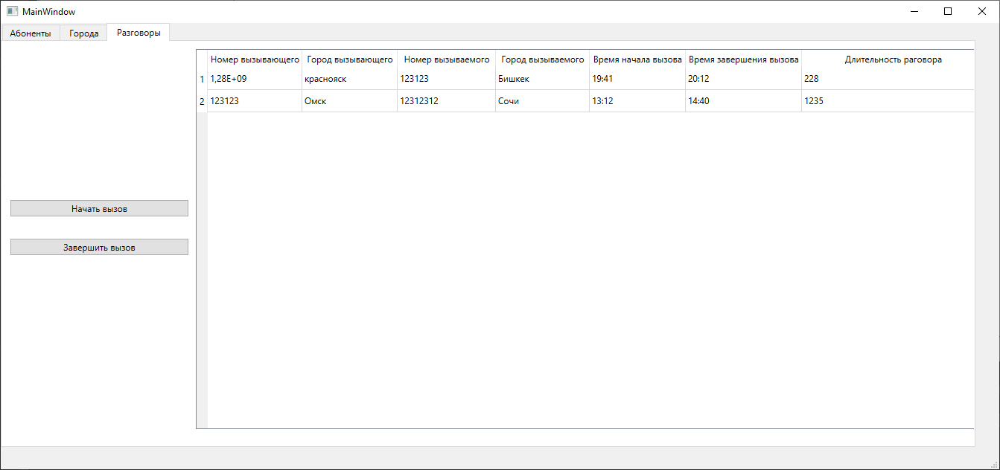 MainWindow
Абоненты Города Разговоры
Номер вызывающего Город вызывающего Номер вызываемого Город вызываемого Время начала вызова Время завершения вызова Длительность раговора
1 1,28E+09 краснояск 123123 Бишкек 19:41 20:12 228
2 123123 Омск 12312312 Сочи 13:12 14:40 1235
Начать вызов
Завершить вызов